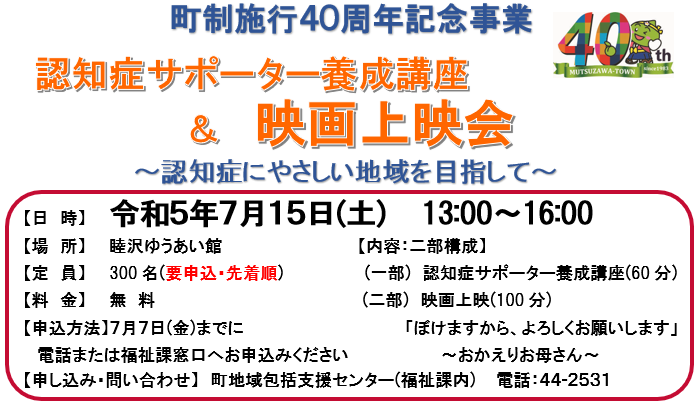 町制施行40周年記念事業
40th
MUTSUZAWA-TOWN
認知症サポーター養成講座
& 映画上映会
～認知症にやさしい地域を目指して～
【日 時】 令和5年7月15日(土) 13:00～16:00
【場 所】 睦沢ゆうあい館 【内容：二部構成】
【定 員】 300名(要申込・先着順) (一部) 認知症サポーター養成講座(60分)
【料 金】 無 料 (二部) 映画上映(100分)
【申込方法】7月7日(金)までに 「ぼけますから、よろしくお願いします」
電話または福祉課窓口へお申込みください ～おかえりお母さん～
【申し込み・問い合わせ】 町地域包括支援センター(福祉課内) 電話：44-2531